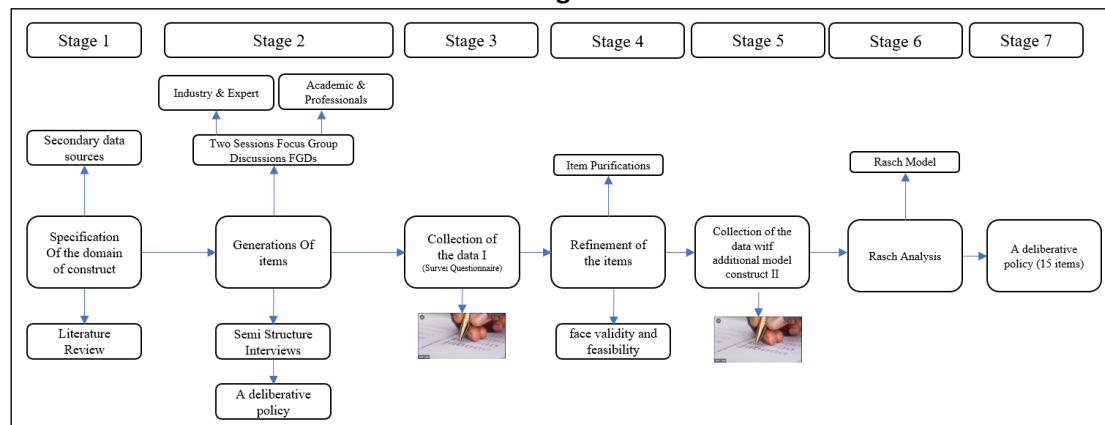 Stage 1
Stage 2
Stage 3
Stage 4
Stage 5
Stage 6
Stage 7
Industry & Expert
Academic &
Professionals
Secondary data
sources
Two Sessions Focus Group
Discussions FGDs
Item Purifications
Rasch Model
Specification
Of the domain
of construct
Generations Of
items
Collection of
the data I
(Survei Questionnaire)
Refinement of
the items
Collection of the
data witf
additional model
construct II
Rasch Analysis
A deliberative
policy (15 items)
Literature
Review
Semi Structure
Interviews
face validity and
feasibility
A deliberative
policy